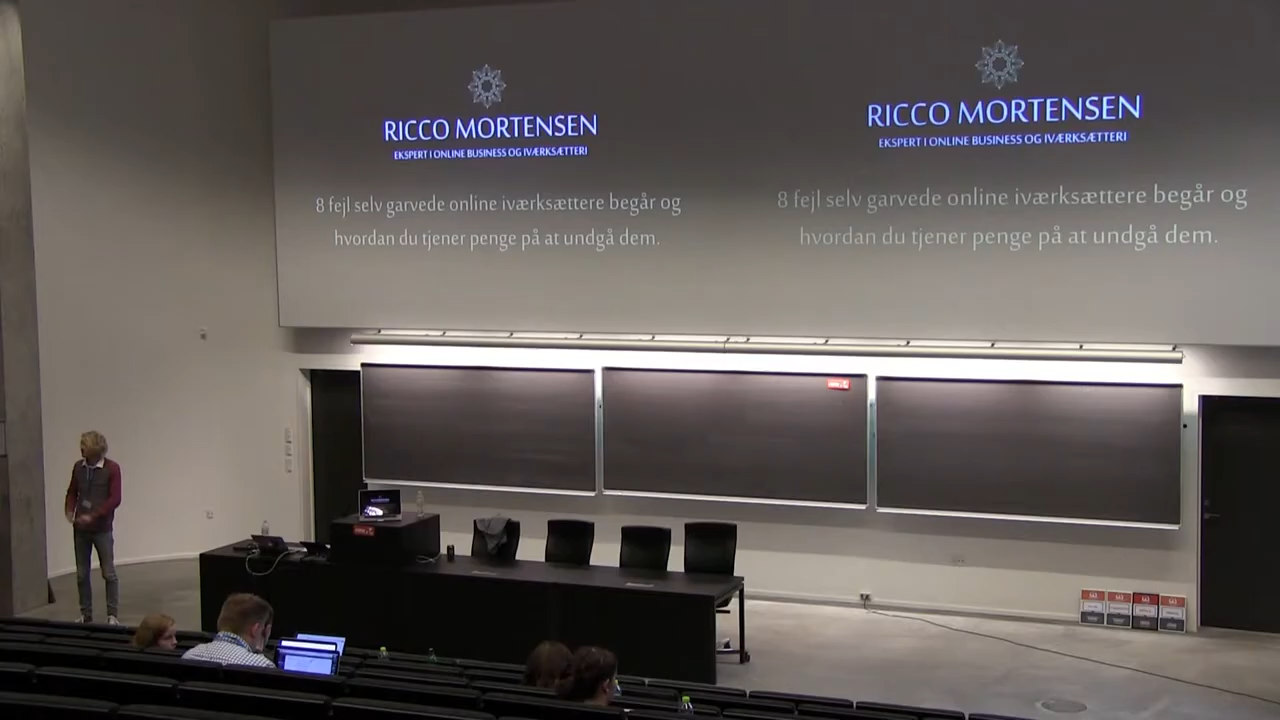 RICCO MORTENSEN
EKSPERT I ONLINE BUSINESS OG IVÆRKSÆTTERI
8 fejl selv garvede online iværksættere begår og
hvordan du tjener penge på at undgå dem.
RICCO MORTENSEN
EKSPERT I ONLINE BUSINESS OG IVÆRKSÆTTERI
8 fejl selv garvede online iværksættere begår og
hvordan du tjener penge på at undgå dem.